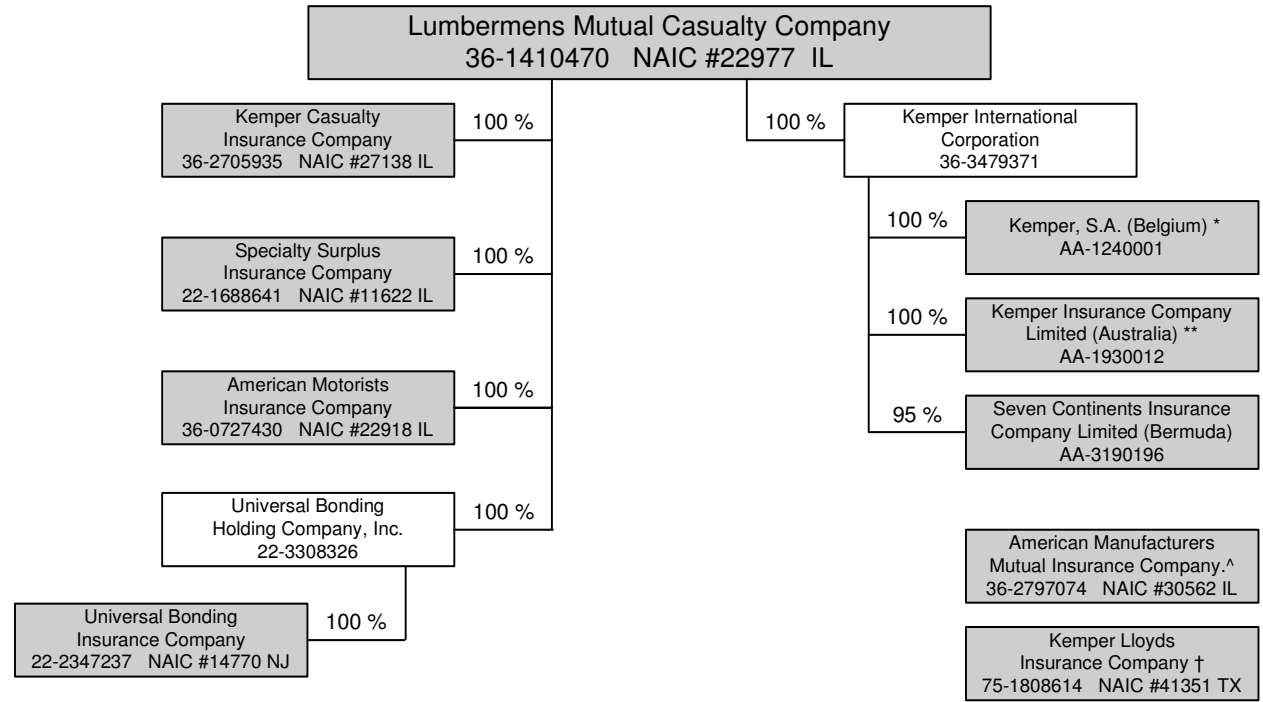 Lumbermens Mutual Casualty Company
36-1410470 NAIC #22977 IL
Kemper Casualty
Insurance Company
36-2705935 NAIC #27138 IL
100 %
Specialty Surplus
Insurance Company
22-1688641 NAIC #11622 IL
100 %
American Motorists
Insurance Company
36-0727430 NAIC #22918 IL
100 %
Universal Bonding
Holding Company, Inc.
22-3308326
100 %
Universal Bonding
Insurance Company
22-2347237 NAIC #14770 NJ
100 %
100 %
Kemper International
Corporation
36-3479371
100 %
Kemper, S.A. (Belgium) *
AA-1240001
100 %
Kemper Insurance Company
Limited (Australia) **
AA-1930012
95 %
Seven Continents Insurance
Company Limited (Bermuda)
AA-3190196
American Manufacturers
Mutual Insurance Company.^
36-2797074 NAIC #30562 IL
Kemper Lloyds
Insurance Company †
75-1808614 NAIC #41351 TX